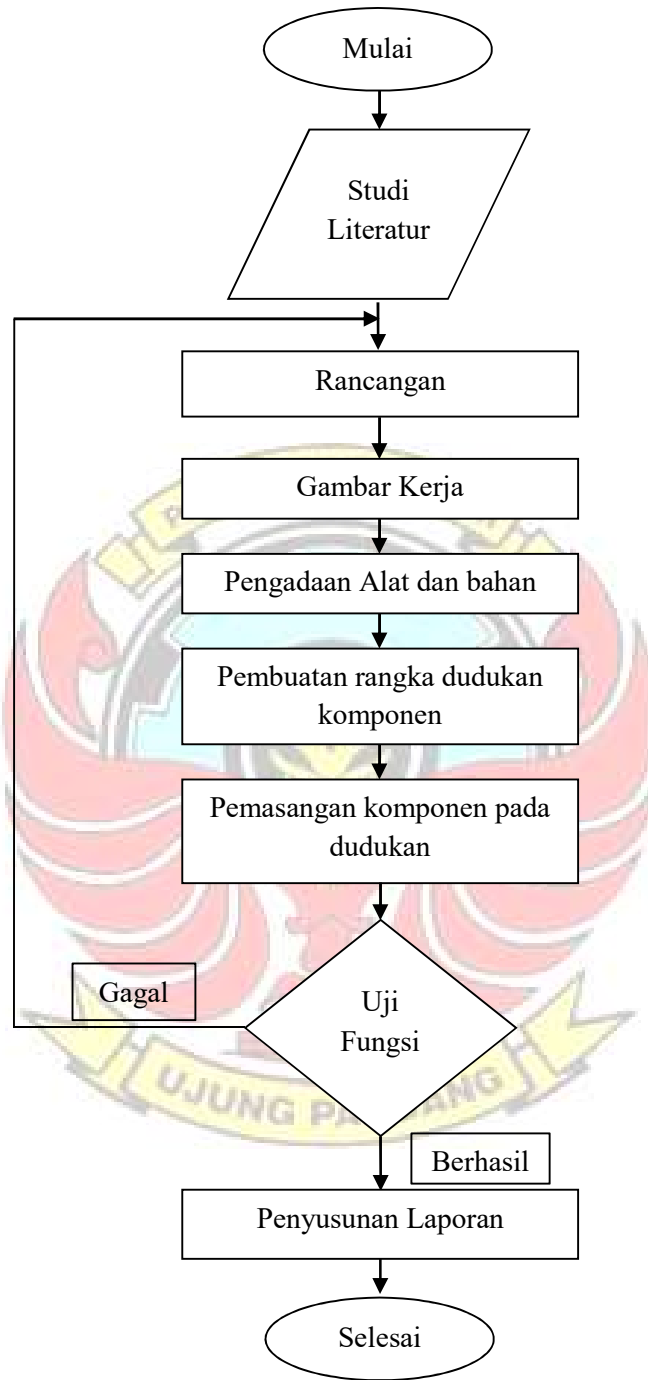 Mulai
Studi
Literatur
Rancangan
Gambar Kerja
Pengadaan Alat dan bahan
Pembuatan rangka dudukan
komponen
Pemasangan komponen pada
dudukan
Gagal
Uji
Fungsi
UJUNG
Berhasil
Penyusunan Laporan
Selesai